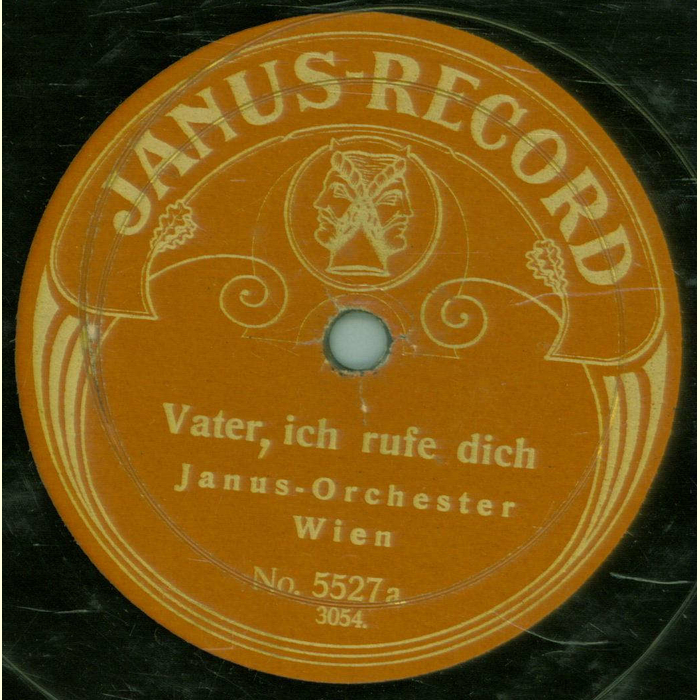 JANUS-RECORD
Vater, ich rufe dich
Janus-Orchester
Wien
No. 5527a
3054.